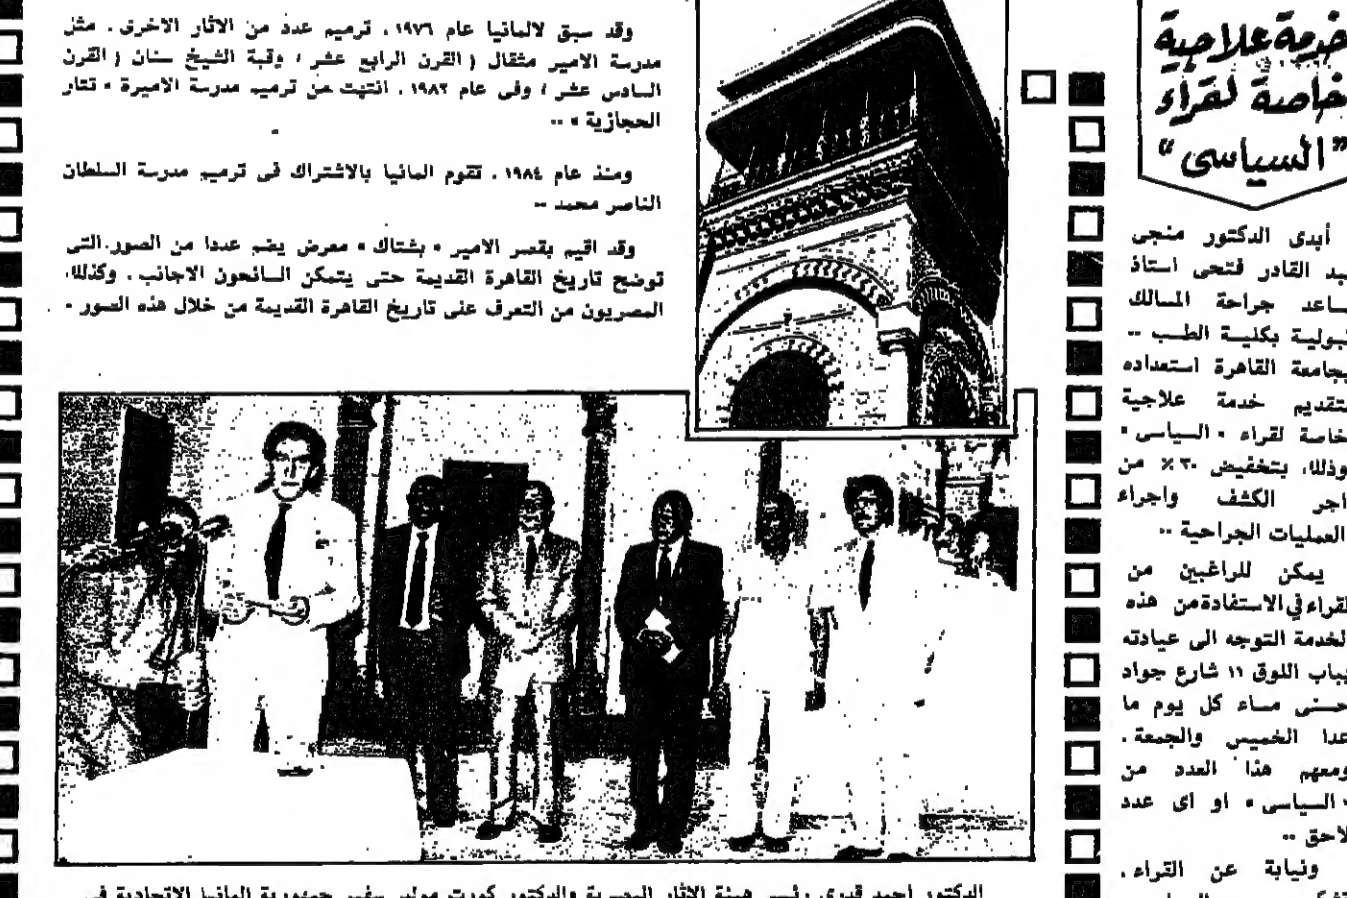 وقد سبق لالمانيا عام ١٩٧٦ ، ترميم عدد من الاثار الاخرى . مثل
مدرسة الامير مثقال ( القرن الرابع عشر ) وقبة الشيخ سنان ( القرن
السادس عشر ) وفى عام ١٩٨٢ ، انتهت من ترميم مدرسة الاميرة « تتار
الحجازية » ..
ومنذ عام ١٩٨٤ ، تقوم المانيا بالاشتراك فى ترميم مدرسة السلطان
الناصر محمد ..
وقد اقيم بقصر الامير « بشتاك » معرض يضم عددا من الصور التى
توضح تاريخ القاهرة القديمة حتى يتمكن السائحون الاجانب ، وكذلك
المصريون من التعرف على تاريخ القاهرة القديمة من خلال هذه الصور .
الدكتور احمد قدرى رئيس هيئة الاثار المصرية والدكتور كورت مولر سفير جمهورية المانيا الاتحادية فى
خدمة علاجية
خاصة لقراء
"السياسى"
أبدى الدكتور منجى
عبد القادر فتحى استاذ
مساعد جراحة المسالك
البولية بكلية الطب ..
بجامعة القاهرة استعداده
لتقديم خدمة علاجية
خاصة لقراء « السياسى »
وذلك، بتخفيض ٣٠٪ من
اجر الكشف واجراء
العمليات الجراحية ..
يمكن للراغبين من
القراء في الاستفادة من هذه
الخدمة التوجه الى عيادته
بباب اللوق ١١ شارع جواد
حسنى مساء كل يوم ما
عدا الخميس والجمعة .
ومعهم هذا العدد من
« السياسى » او اى عدد
لاحق ..
ونيابة عن القراء .